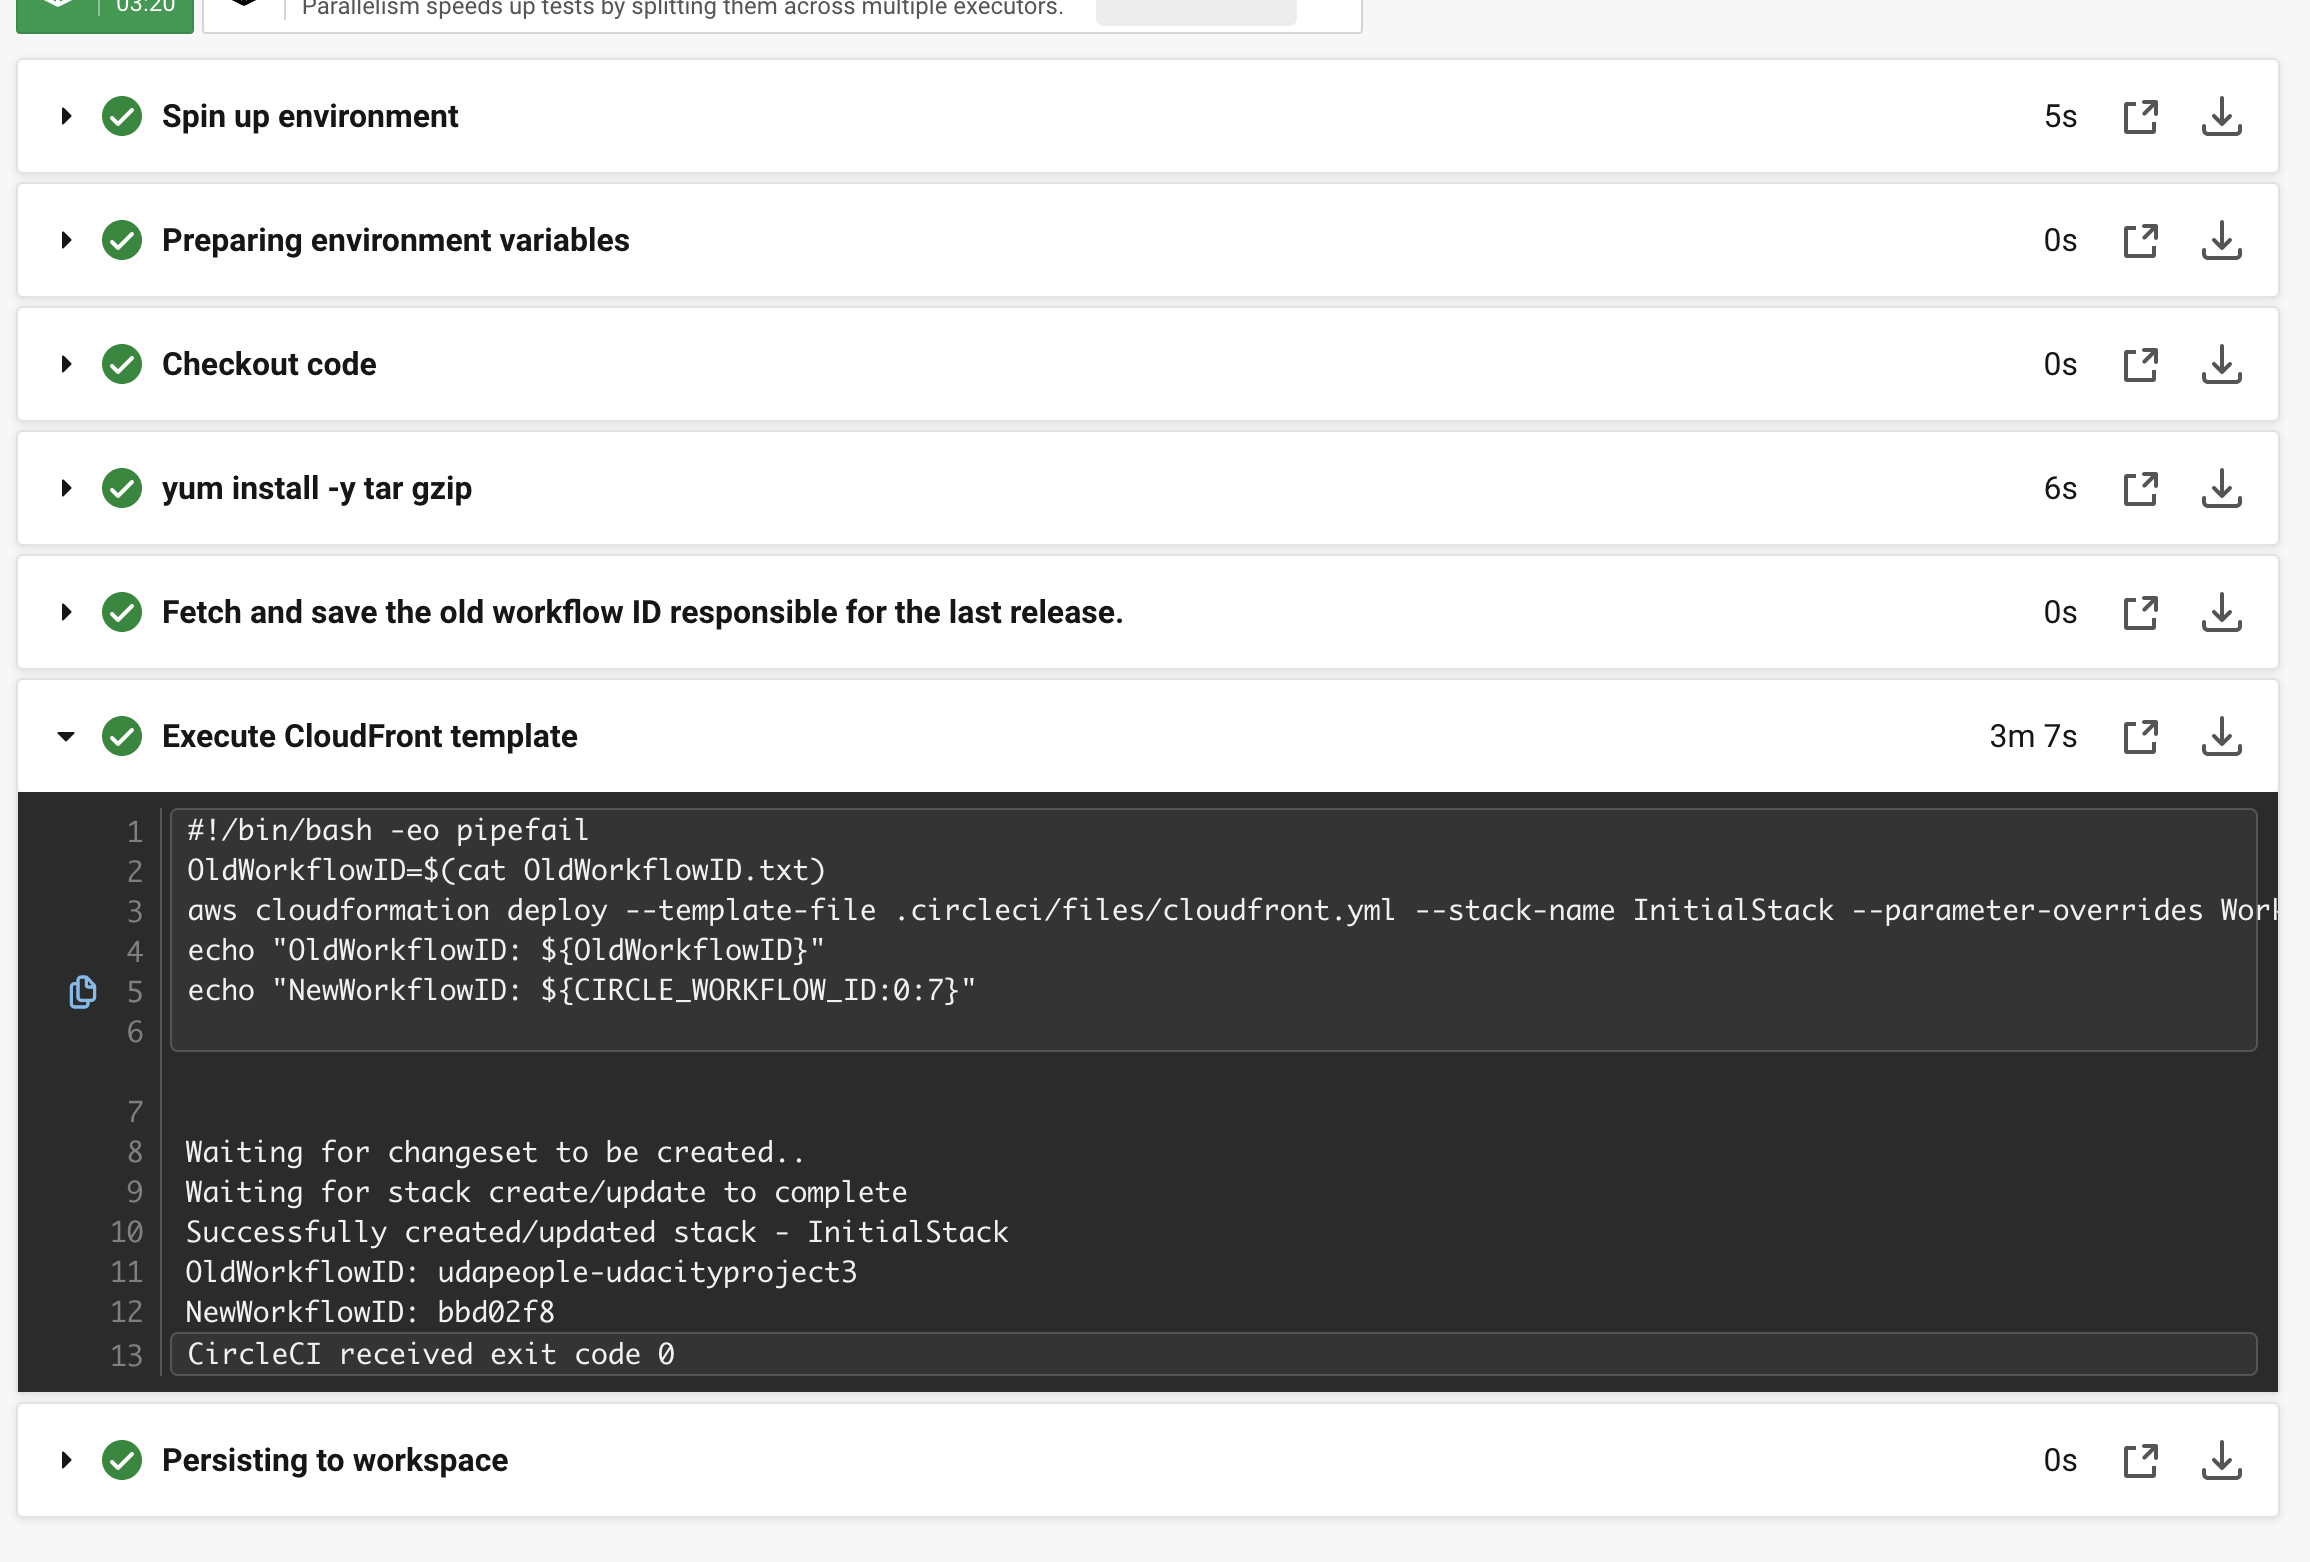 03:20
Parallelism speeds up tests by splitting them across multiple executors.
Spin up environment 5s
Preparing environment variables 0s
Checkout code 0s
yum install -y tar gzip 6s
Fetch and save the old workflow ID responsible for the last release. 0s
Execute CloudFront template 3m 7s
1 #!/bin/bash -eo pipefail
2 OldWorkflowID=$(cat OldWorkflowID.txt)
3 aws cloudformation deploy --template-file .circleci/files/cloudfront.yml --stack-name InitialStack --parameter-overrides Work
4 echo "OldWorkflowID: ${OldWorkflowID}"
5 echo "NewWorkflowID: ${CIRCLE_WORKFLOW_ID:0:7}"
6
7
8 Waiting for changeset to be created..
9 Waiting for stack create/update to complete
10 Successfully created/updated stack - InitialStack
11 OldWorkflowID: udapeople-udacityproject3
12 NewWorkflowID: bbd02f8
13 CircleCI received exit code 0
Persisting to workspace 0s